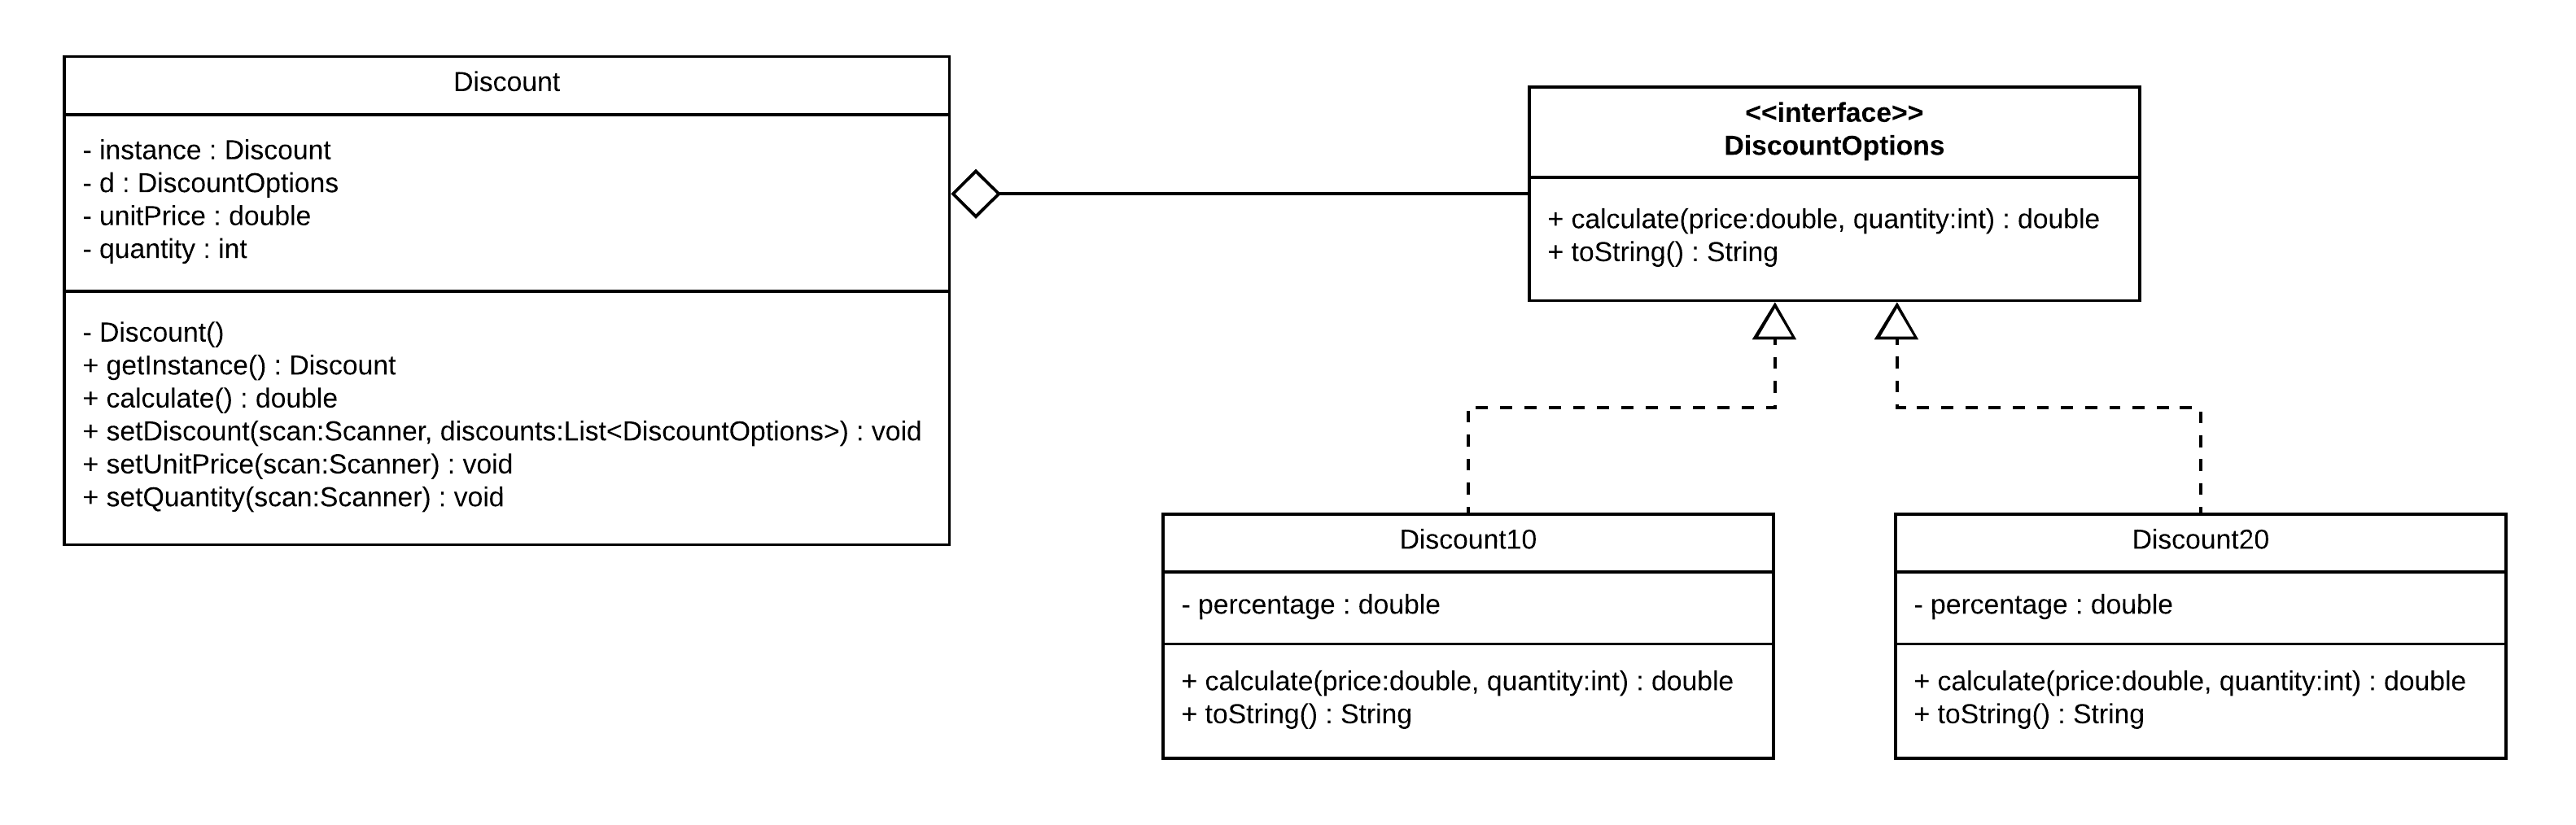 Discount
- instance : Discount
- d : DiscountOptions
- unitPrice : double
- quantity : int
- Discount()
+ getInstance() : Discount
+ calculate() : double
+ setDiscount(scan:Scanner, discounts:List<DiscountOptions>) : void
+ setUnitPrice(scan:Scanner) : void
+ setQuantity(scan:Scanner) : void
<<interface>>
DiscountOptions
+ calculate(price:double, quantity:int) : double
+ toString() : String
Discount10
- percentage : double
+ calculate(price:double, quantity:int) : double
+ toString() : String
Discount20
- percentage : double
+ calculate(price:double, quantity:int) : double
+ toString() : String